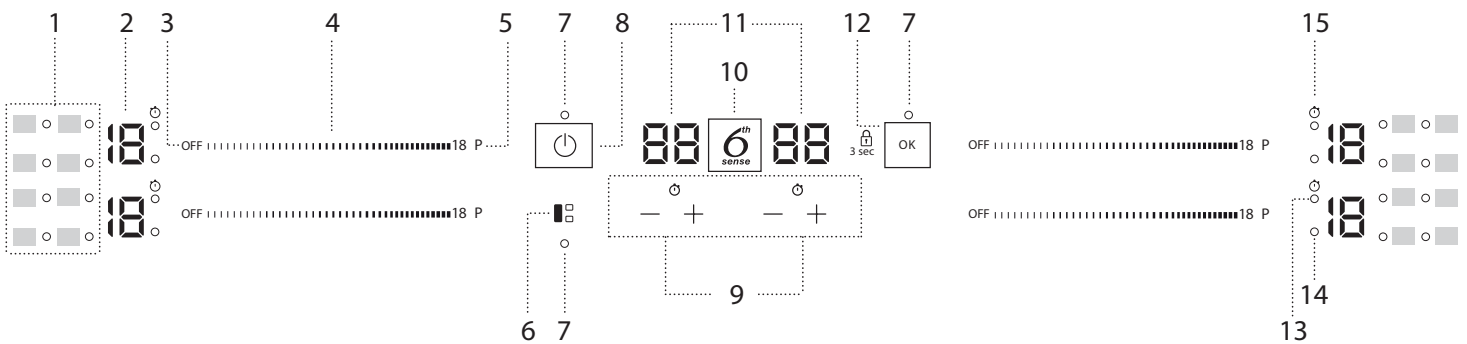 1 2 3 4 5 7 8 11 12 7 15
10
18 OFF 18 P 88 6th sense 88 3 sec OK OFF 18 P 18
18 OFF 18 P − + − + OFF 18 P 18
6 7 9 13 14